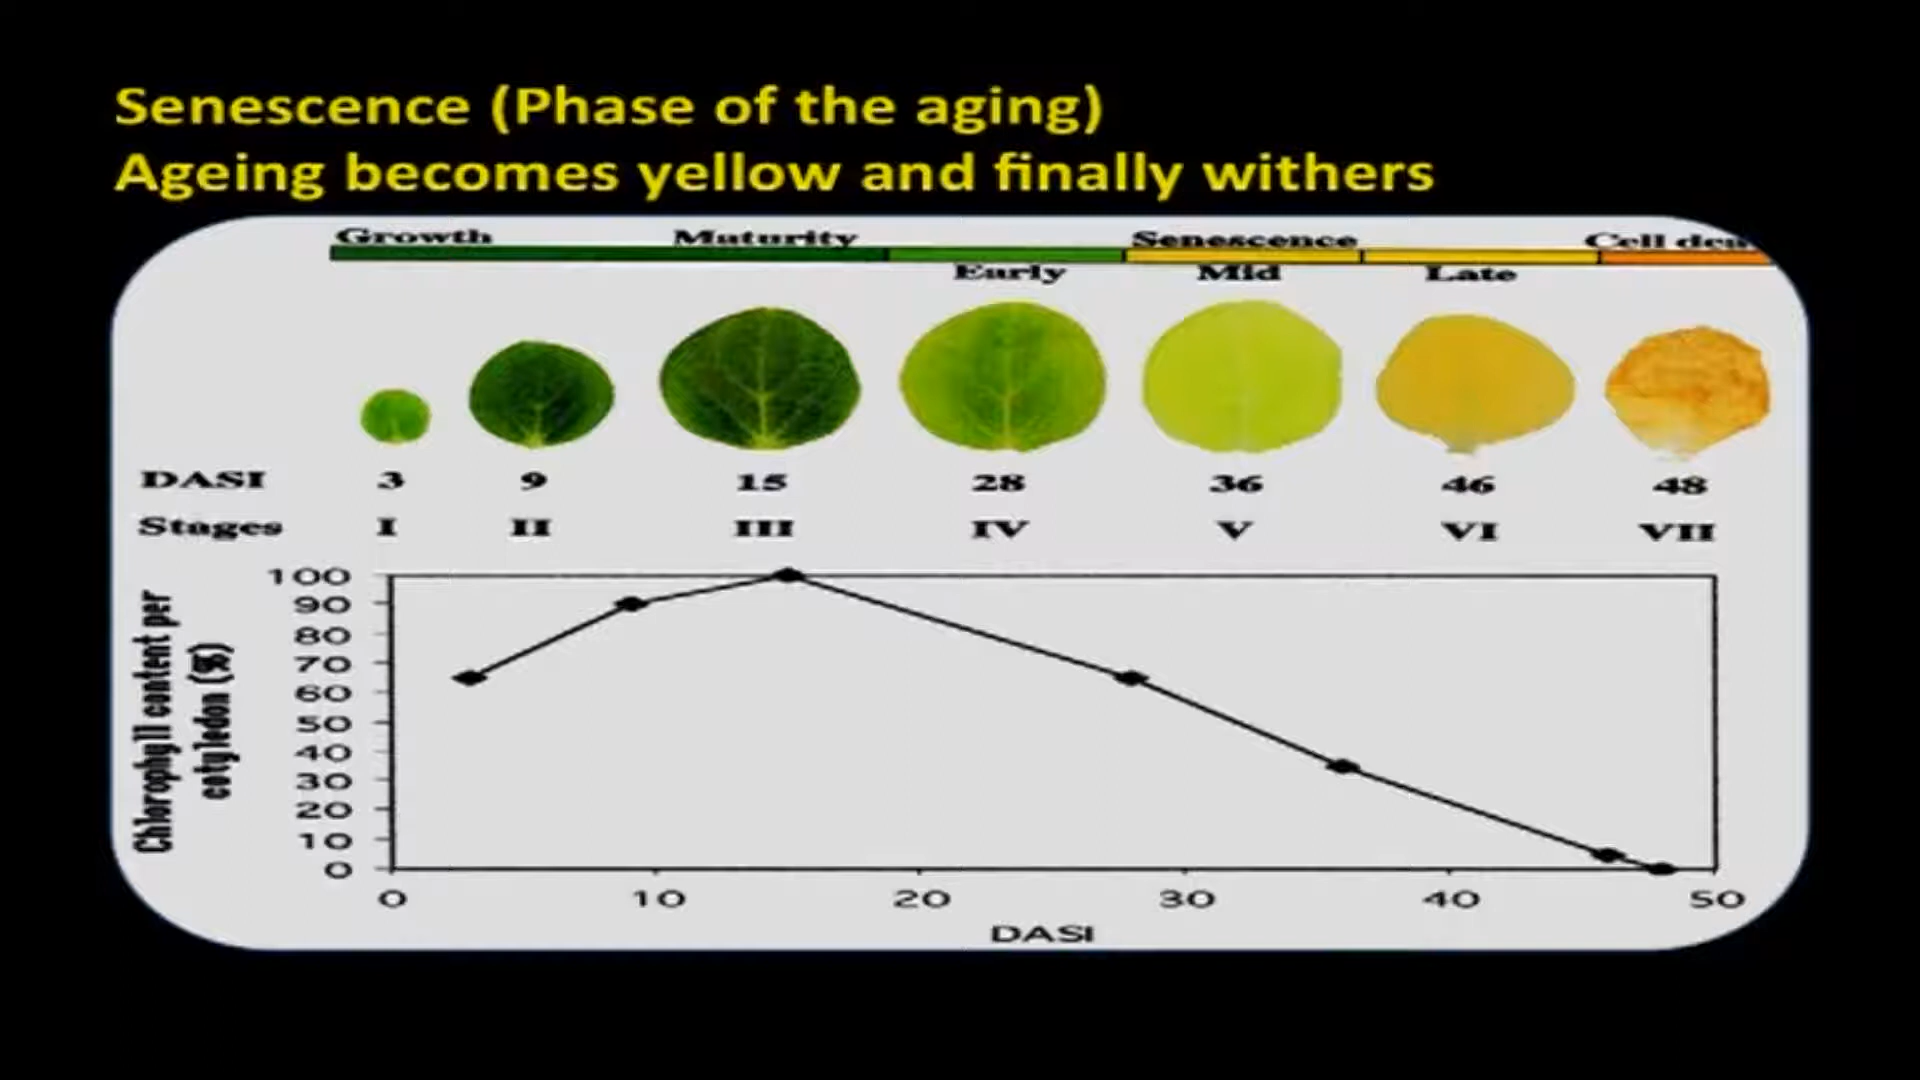 Senescence (Phase of the aging)
Ageing becomes yellow and finally withers
Growth Maturity Senescence Cell dea
Early Mid Late
DASI 3 9 15 28 36 46 48
Stages I II III IV V VI VII
Chlorophyll content per
cotyledon (%)
100
90
80
70
60
50
40
30
20
10
0
0 10 20 30 40 50
DASI